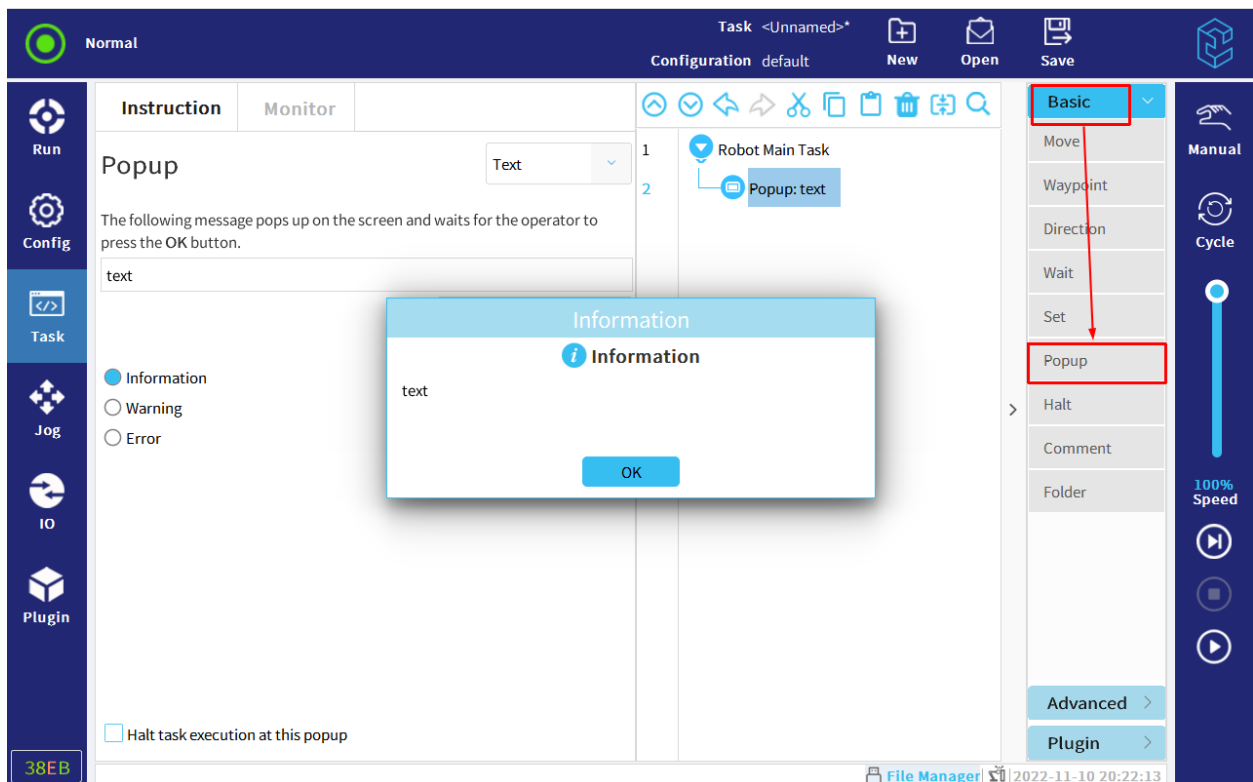 Normal
Task <Unnamed>*
Configuration default
New
Open
Save
Run
Config
Task
Jog
IO
Plugin
38EB
Instruction
Monitor
Popup
Text
The following message pops up on the screen and waits for the operator to
press the OK button.
text
Information
Warning
Error
Halt task execution at this popup
1 Robot Main Task
2 Popup: text
Information
Information
text
OK
Basic
Move
Waypoint
Direction
Wait
Set
Popup
Halt
Comment
Folder
Advanced
Plugin
Manual
Cycle
100%
Speed
File Manager
2022-11-10 20:22:13